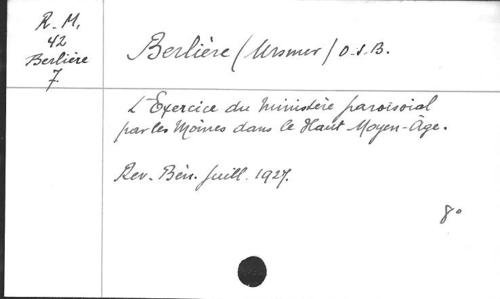 R. M.
42
Berlière
7.
Berlière (Ursmer) O.S.B.
L'Exercice du Ministère paroissial
par les Moines dans le Haut Moyen-Âge.
Rev. Bén. Juill. 1927.
8°